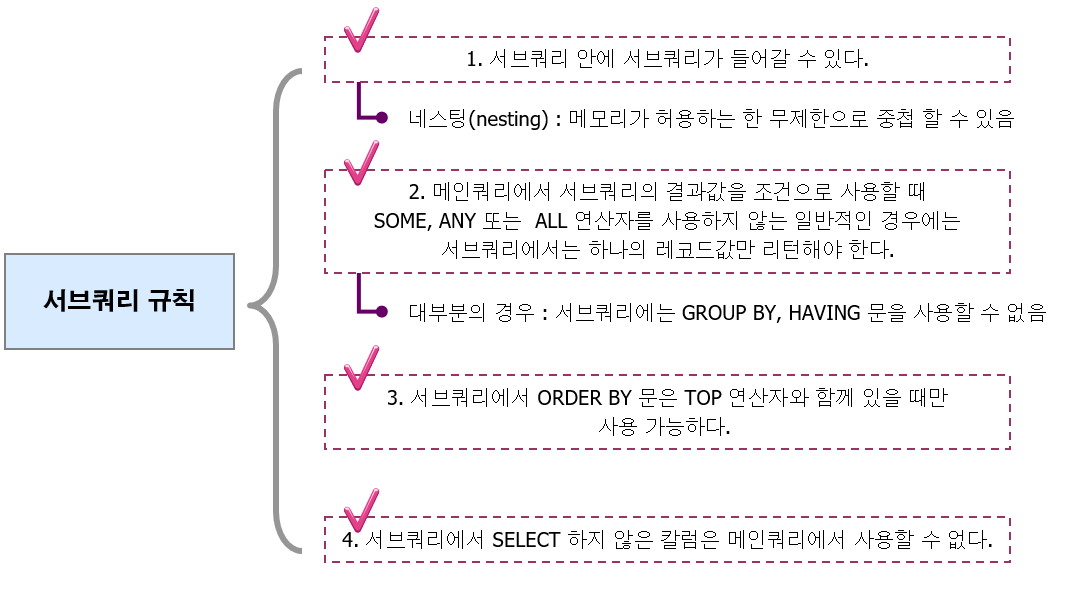 서브쿼리 규칙
1. 서브쿼리 안에 서브쿼리가 들어갈 수 있다.
네스팅(nesting) : 메모리가 허용하는 한 무제한으로 중첩 할 수 있음
2. 메인쿼리에서 서브쿼리의 결과값을 조건으로 사용할 때
SOME, ANY 또는 ALL 연산자를 사용하지 않는 일반적인 경우에는
서브쿼리에서는 하나의 레코드값만 리턴해야 한다.
대부분의 경우 : 서브쿼리에는 GROUP BY, HAVING 문을 사용할 수 없음
3. 서브쿼리에서 ORDER BY 문은 TOP 연산자와 함께 있을 때만
사용 가능하다.
4. 서브쿼리에서 SELECT 하지 않은 칼럼은 메인쿼리에서 사용할 수 없다.